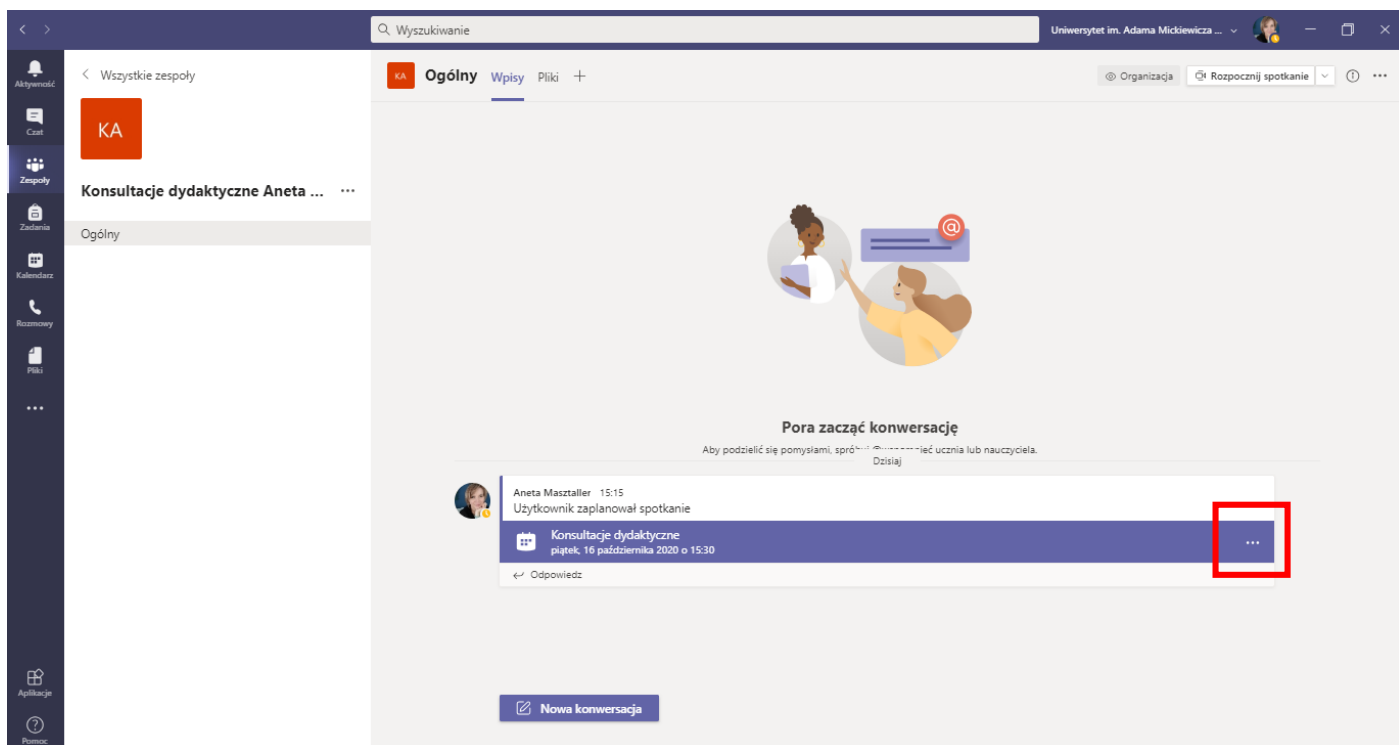 Wyszukiwanie
Uniwersytet im. Adama Mickiewicza ...
Aktywność
Czat
Zespoły
Zadania
Kalendarz
Rozmowy
Pliki
Aplikacje
Pomoc
Wszystkie zespoły
KA
Konsultacje dydaktyczne Aneta ...
Ogólny
KA
Ogólny Wpisy Pliki
Organizacja
Rozpocznij spotkanie
@
Pora zacząć konwersację
Aby podzielić się pomysłami, ucznia lub nauczyciela.
Dzisiaj
Aneta Masztaller 15:15
Użytkownik zaplanował spotkanie
Konsultacje dydaktyczne
piątek, 16 października 2020 o 15:30
Odpowiedz
Nowa konwersacja